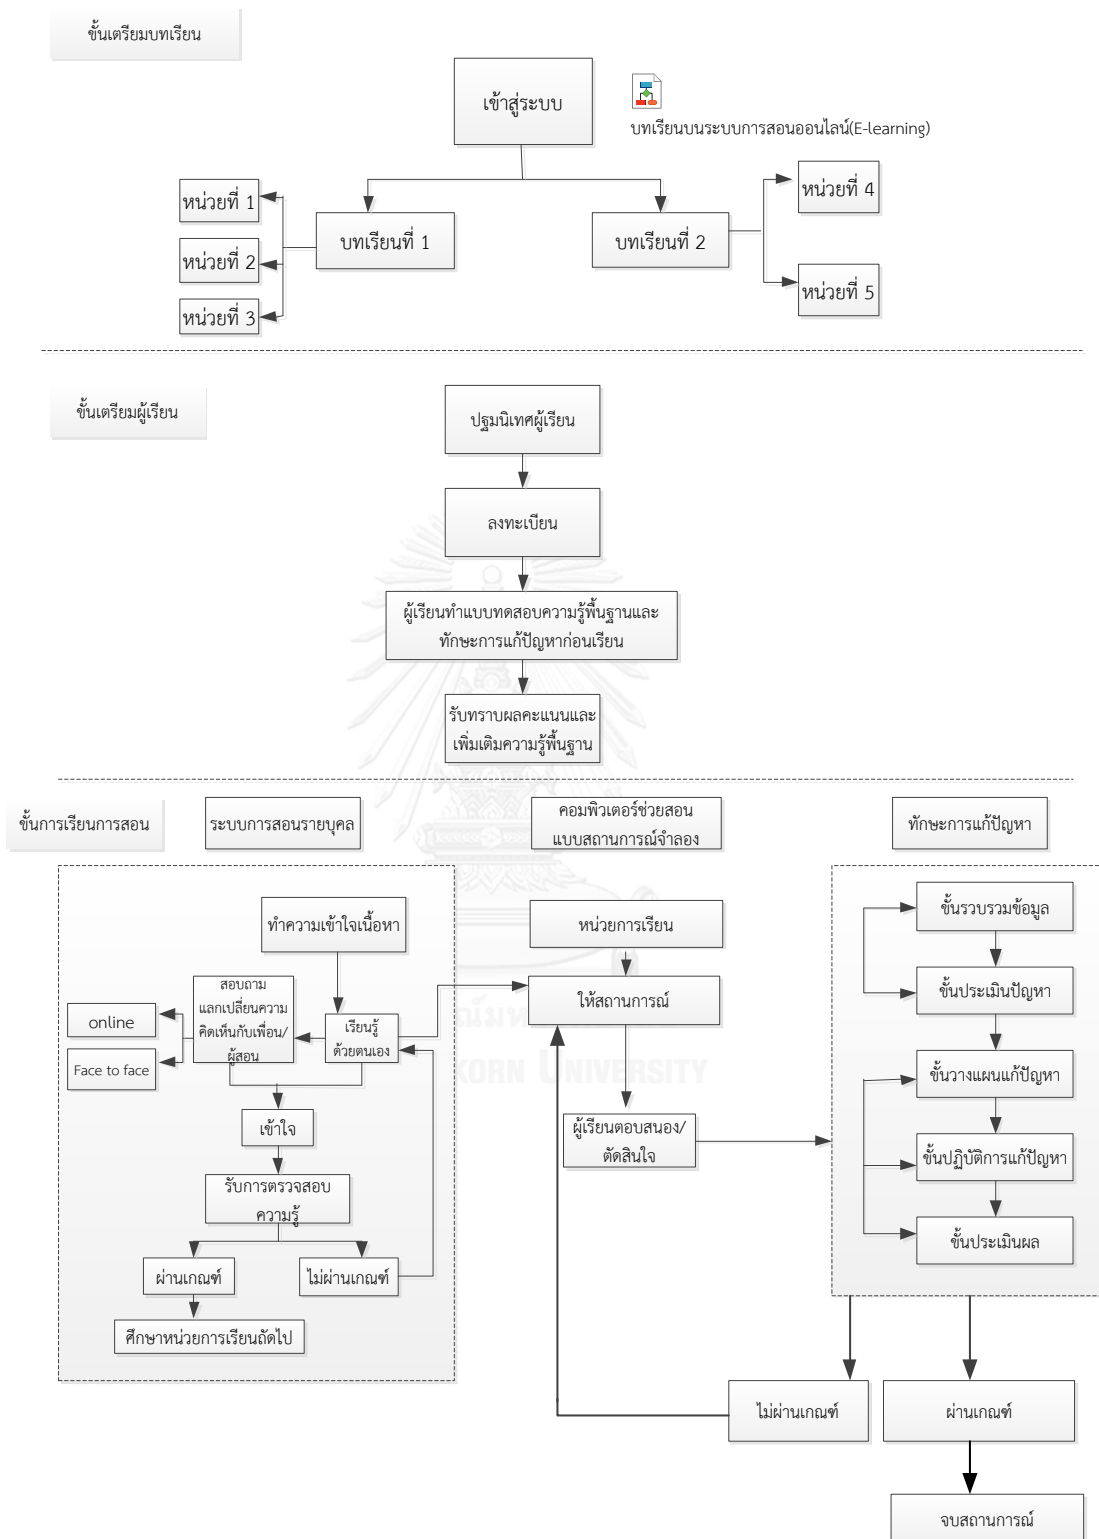 ขั้นเตรียมบทเรียน
เข้าสู่ระบบ
บทเรียนบนระบบการสอนออนไลน์(E-learning)
หน่วยที่ 1
หน่วยที่ 2
หน่วยที่ 3
บทเรียนที่ 1
บทเรียนที่ 2
หน่วยที่ 4
หน่วยที่ 5
ขั้นเตรียมผู้เรียน
ปฐมนิเทศผู้เรียน
ลงทะเบียน
ผู้เรียนทำแบบทดสอบความรู้พื้นฐานและ
ทักษะการแก้ปัญหาก่อนเรียน
รับทราบผลคะแนนและ
เพิ่มเติมความรู้พื้นฐาน
ขั้นการเรียนการสอน
ระบบการสอนรายบุคล
คอมพิวเตอร์ช่วยสอน
แบบสถานการณ์จำลอง
ทักษะการแก้ปัญหา
ทำความเข้าใจเนื้อหา
สอบถาม
แลกเปลี่ยนความ
คิดเห็นกับเพื่อน/
ผู้สอน
online
Face to face
เรียนรู้
ด้วยตนเอง
เข้าใจ
รับการตรวจสอบ
ความรู้
ผ่านเกณฑ์
ไม่ผ่านเกณฑ์
ศึกษาหน่วยการเรียนถัดไป
หน่วยการเรียน
ให้สถานการณ์
KORN UNIVERSITY
ผู้เรียนตอบสนอง/
ตัดสินใจ
ขั้นรวบรวมข้อมูล
ขั้นประเมินปัญหา
ขั้นวางแผนแก้ปัญหา
ขั้นปฏิบัติการแก้ปัญหา
ขั้นประเมินผล
ไม่ผ่านเกณฑ์
ผ่านเกณฑ์
จบสถานการณ์